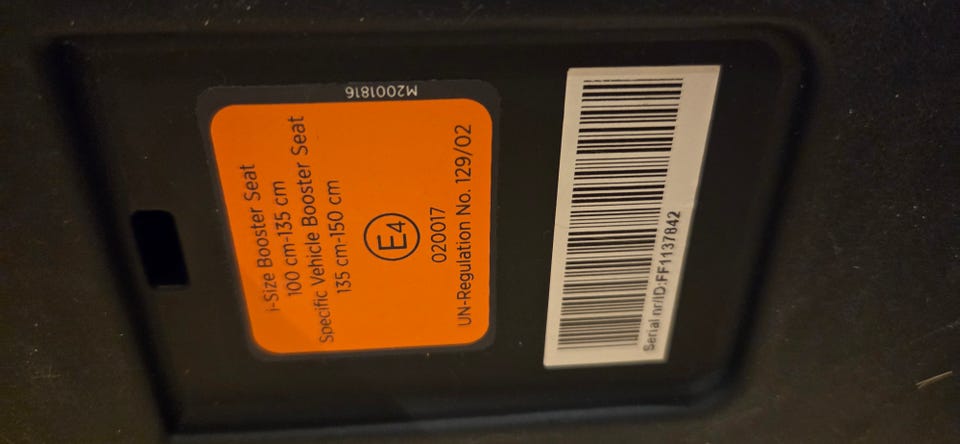 i-Size Booster Seat
100 cm-135 cm
Specific Vehicle Booster Seat
135 cm-150 cm
E4
020017
UN-Regulation No. 129/02
M2001816
Serial nr/ID:FF1137842